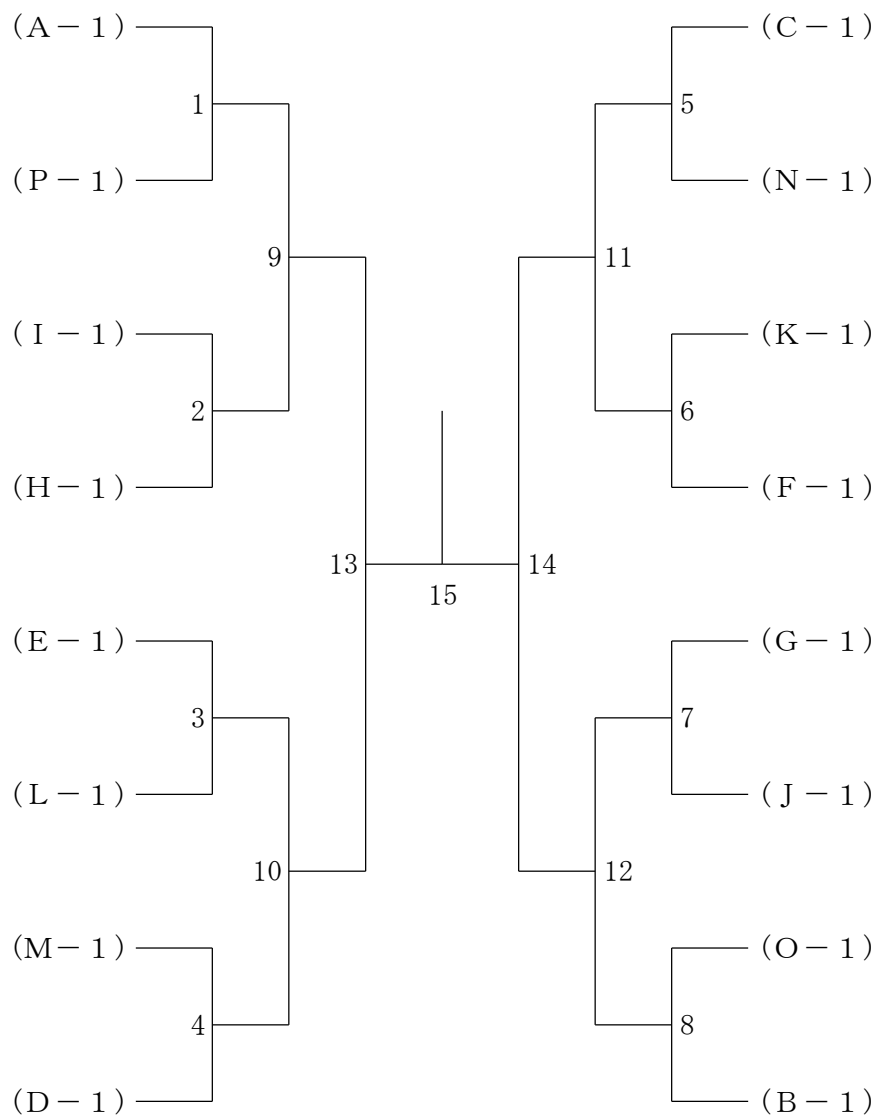 (A－1) (C－1)
1 5
(P－1) (N－1)
9 11
(I－1) (K－1)
2 6
(H－1) (F－1)
13 14
15
(E－1) (G－1)
3 7
(L－1) (J－1)
10 12
(M－1) (O－1)
4 8
(D－1) (B－1)